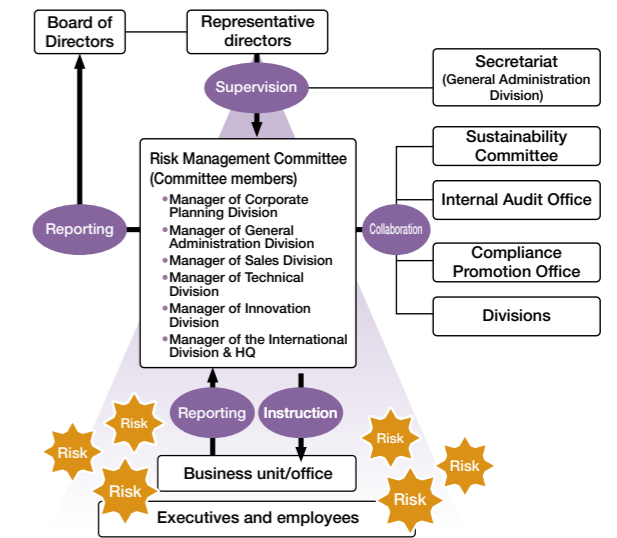 Board of
Directors
Representative
directors
Supervision
Secretariat
(General Administration
Division)
Risk Management Committee
(Committee members)
•Manager of Corporate
Planning Division
•Manager of General
Administration Division
•Manager of Sales Division
•Manager of Technical
Division
•Manager of Innovation
Division
•Manager of the International
Division & HQ
Reporting
Collaboration
Sustainability
Committee
Internal Audit Office
Compliance
Promotion Office
Divisions
Reporting
Instruction
Risk
Risk
Risk
Risk
Risk
Risk
Business unit/office
Executives and employees